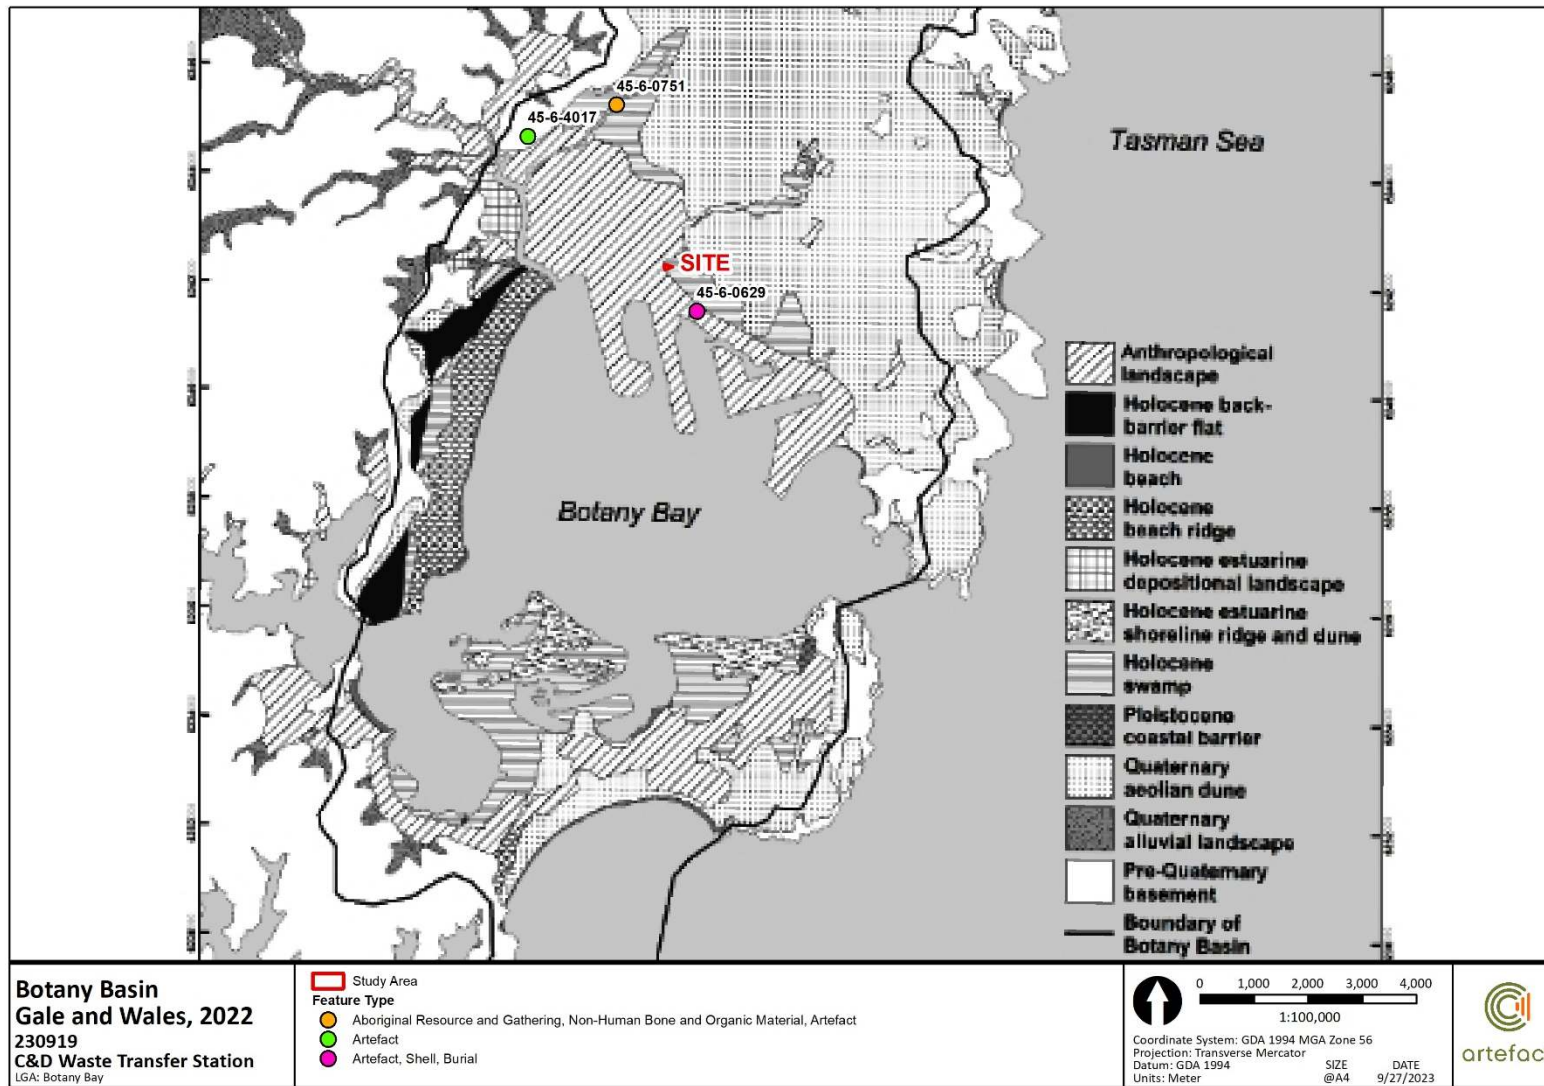 45-6-0751
45-6-4017
Tasman Sea
SITE
45-6-0629
Botany Bay
Anthropological
landscape
Holocene back-
barrier flat
Holocene
beach
Holocene
beach ridge
Holocene estuarine
depositional landscape
Holocene estuarine
shoreline ridge and dune
Holocene
swamp
Pleistocene
coastal barrier
Quaternary
aeolian dune
Quaternary
alluvial landscape
Pre-Quaternary
basement
Boundary of
Botany Basin
Botany Basin
Gale and Wales, 2022
230919
C&D Waste Transfer Station
LGA: Botany Bay
Study Area
Feature Type
Aboriginal Resource and Gathering, Non-Human Bone and Organic Material, Artefact
Artefact
Artefact, Shell, Burial
0 1,000 2,000 3,000 4,000
1:100,000
Coordinate System: GDA 1994 MGA Zone 56
Projection: Transverse Mercator
Datum: GDA 1994
Units: Meter
SIZE
@A4
DATE
9/27/2023
artefac